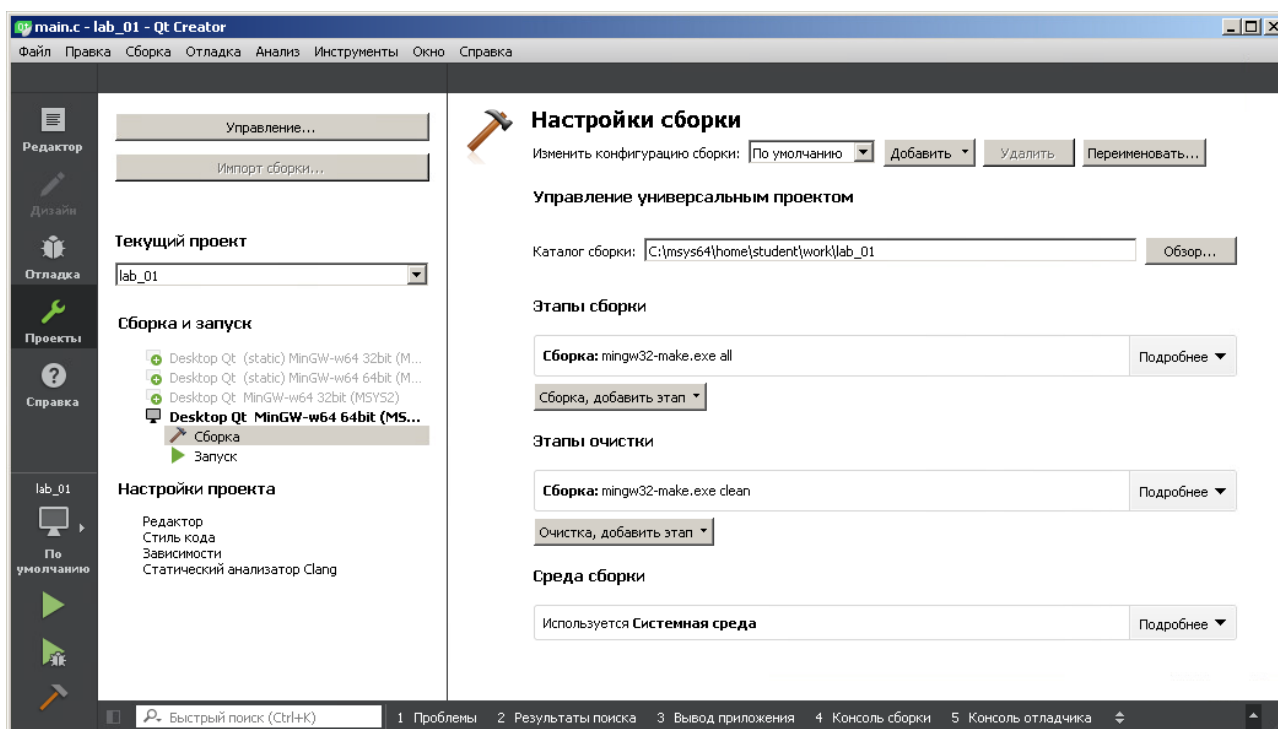 main.c - lab_01 - Qt Creator
Файл Правка Сборка Отладка Анализ Инструменты Окно Справка
Редактор
Дизайн
Отладка
Проекты
Справка
lab_01
По
умолчанию
Управление...
Импорт сборки...
Текущий проект
lab_01
Сборка и запуск
Desktop Qt (static) MinGW-w64 32bit (M...
Desktop Qt (static) MinGW-w64 64bit (M...
Desktop Qt MinGW-w64 32bit (MSYS2)
Desktop Qt MinGW-w64 64bit (MS...
Сборка
Запуск
Настройки проекта
Редактор
Стиль кода
Зависимости
Статический анализатор Clang
Настройки сборки
Изменить конфигурацию сборки: По умолчанию Добавить Удалить Переименовать...
Управление универсальным проектом
Каталог сборки: C:\msys64\home\student\work\lab_01 Обзор...
Этапы сборки
Сборка: mingw32-make.exe all Подробнее
Сборка, добавить этап
Этапы очистки
Сборка: mingw32-make.exe clean Подробнее
Очистка, добавить этап
Среда сборки
Используется Системная среда Подробнее
Быстрый поиск (Ctrl+K) 1 Проблемы 2 Результаты поиска 3 Вывод приложения 4 Консоль сборки 5 Консоль отладчика